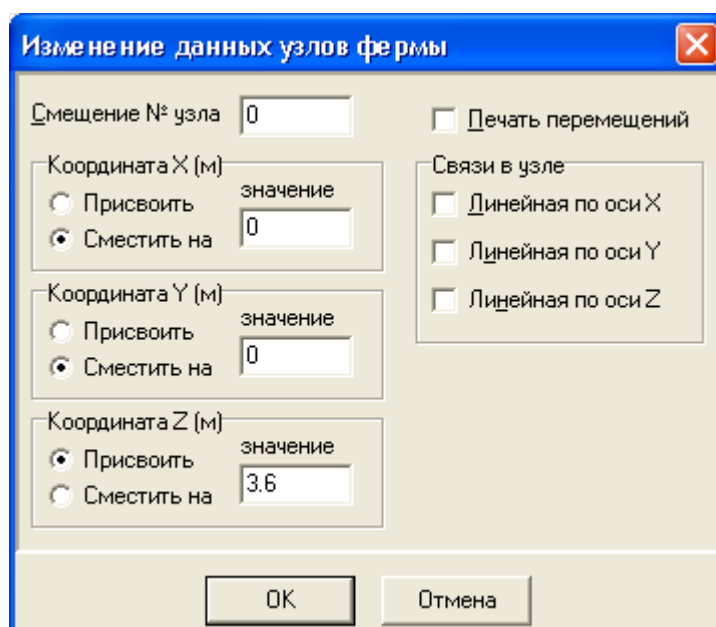 Изменение данных узлов фермы
Смещение № узла 0
Печать перемещений
Координата X (м)
Присвоить
Сместить на
значение
0
Связи в узле
Линейная по оси X
Линейная по оси Y
Линейная по оси Z
Координата Y (м)
Присвоить
Сместить на
значение
0
Координата Z (м)
Присвоить
Сместить на
значение
3.6
OK
Отмена